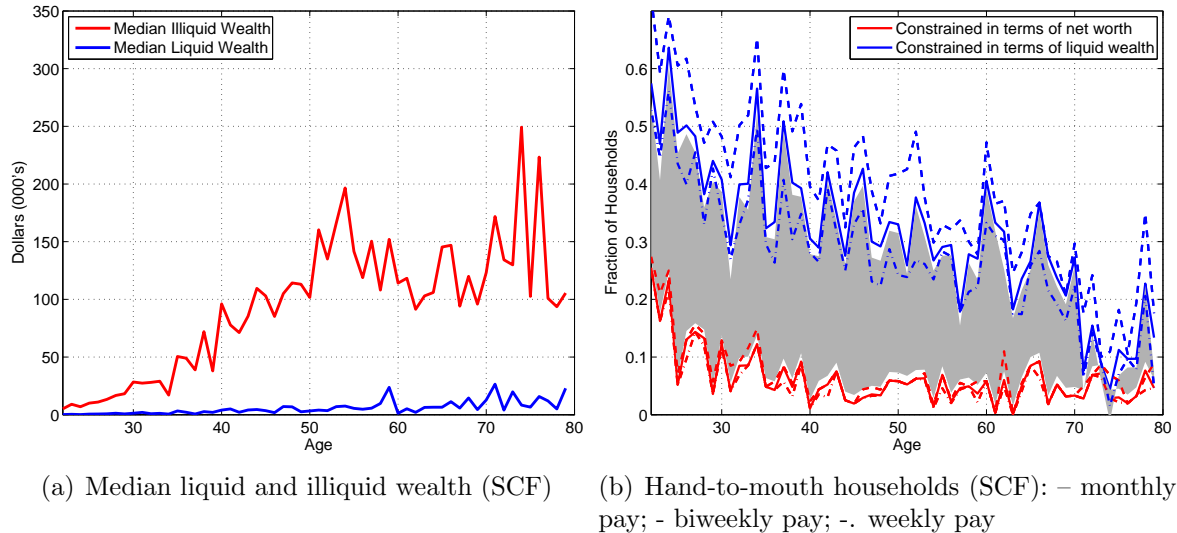 350
300
250
200
150
100
50
0
30
40
50
60
70
80
Age
Dollars (000's)
Median Illiquid Wealth
Median Liquid Wealth
(a) Median liquid and illiquid wealth (SCF)
0.6
0.5
0.4
0.3
0.2
0.1
0
30
40
50
60
70
80
Age
Fraction of Households
Constrained in terms of net worth
Constrained in terms of liquid wealth
(b) Hand-to-mouth households (SCF): – monthly
pay; - biweekly pay; -. weekly pay